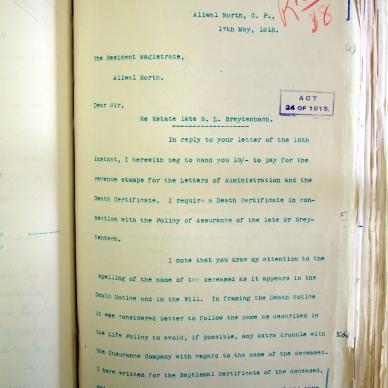 Aliwal North, C. P.,
17th May, 1918.
The Resident Magistrate,
Aliwal North.
ACT
24 OF 1913.
Dear Sir,
Re Estate late B. L. Breytenbach.
In reply to your letter of the 16th
instant, I herewith beg to hand you 10/- to pay for the
revenue stamps for the Letters of Administration and the
Death Certificate. I require a Death Certificate in con-
nection with the Policy of Assurance of the late Mr Brey-
tenbach.
I note that you draw my attention to the
spelling of the name of the deceased as it appears in the
Death Notice and in the Will. In framing the Death Notice
it was considered better to follow the name as described in
the Life Policy to avoid, if possible, any extra trouble with
the Insurance Company with regard to the name of the deceased.
I have written for the Baptismal Certificate of the deceased,